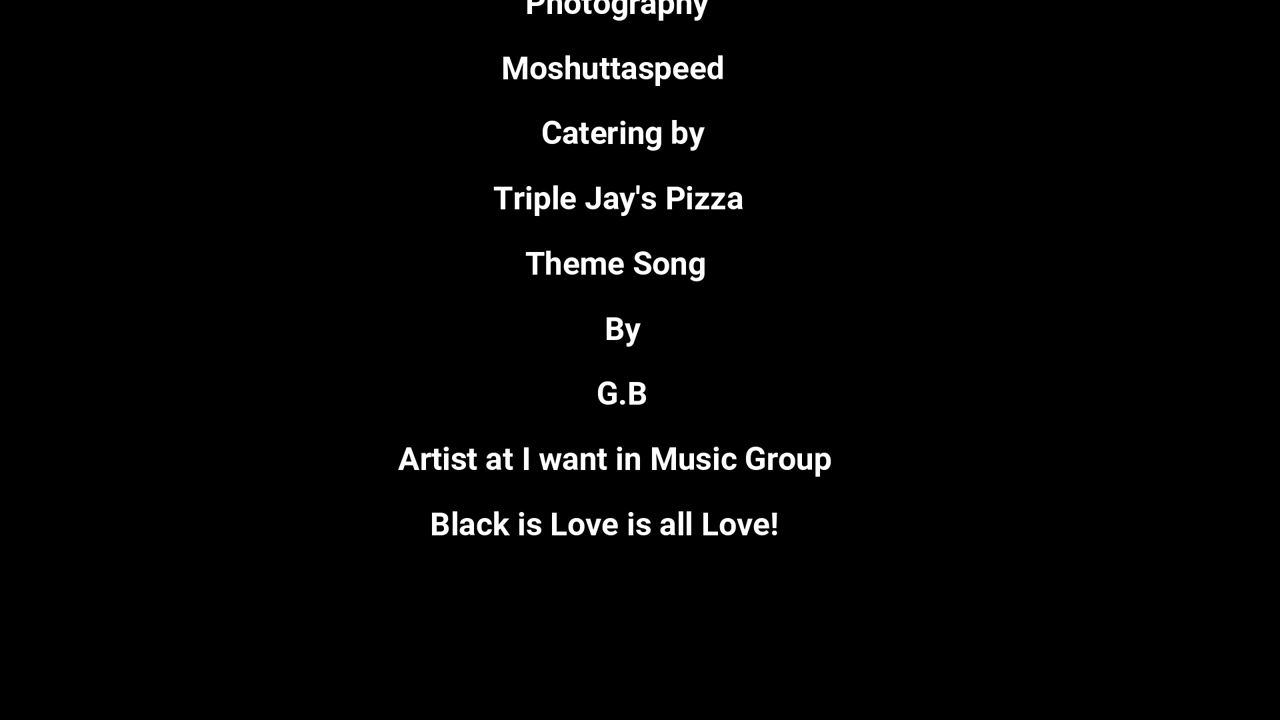 Photography
Moshuttaspeed
Catering by
Triple Jay's Pizza
Theme Song
By
G.B
Artist at I want in Music Group
Black is Love is all Love!